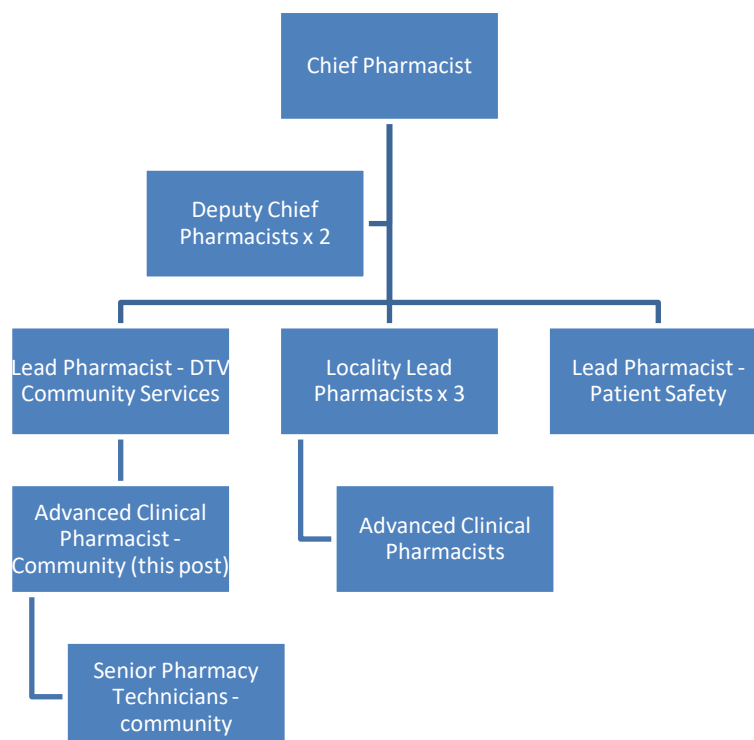 Chief Pharmacist
Deputy Chief
Pharmacists x 2
Lead Pharmacist - DTV
Community Services
Locality Lead
Pharmacists x 3
Lead Pharmacist -
Patient Safety
Advanced Clinical
Pharmacist -
Community (this post)
Advanced Clinical
Pharmacists
Senior Pharmacy
Technicians -
community